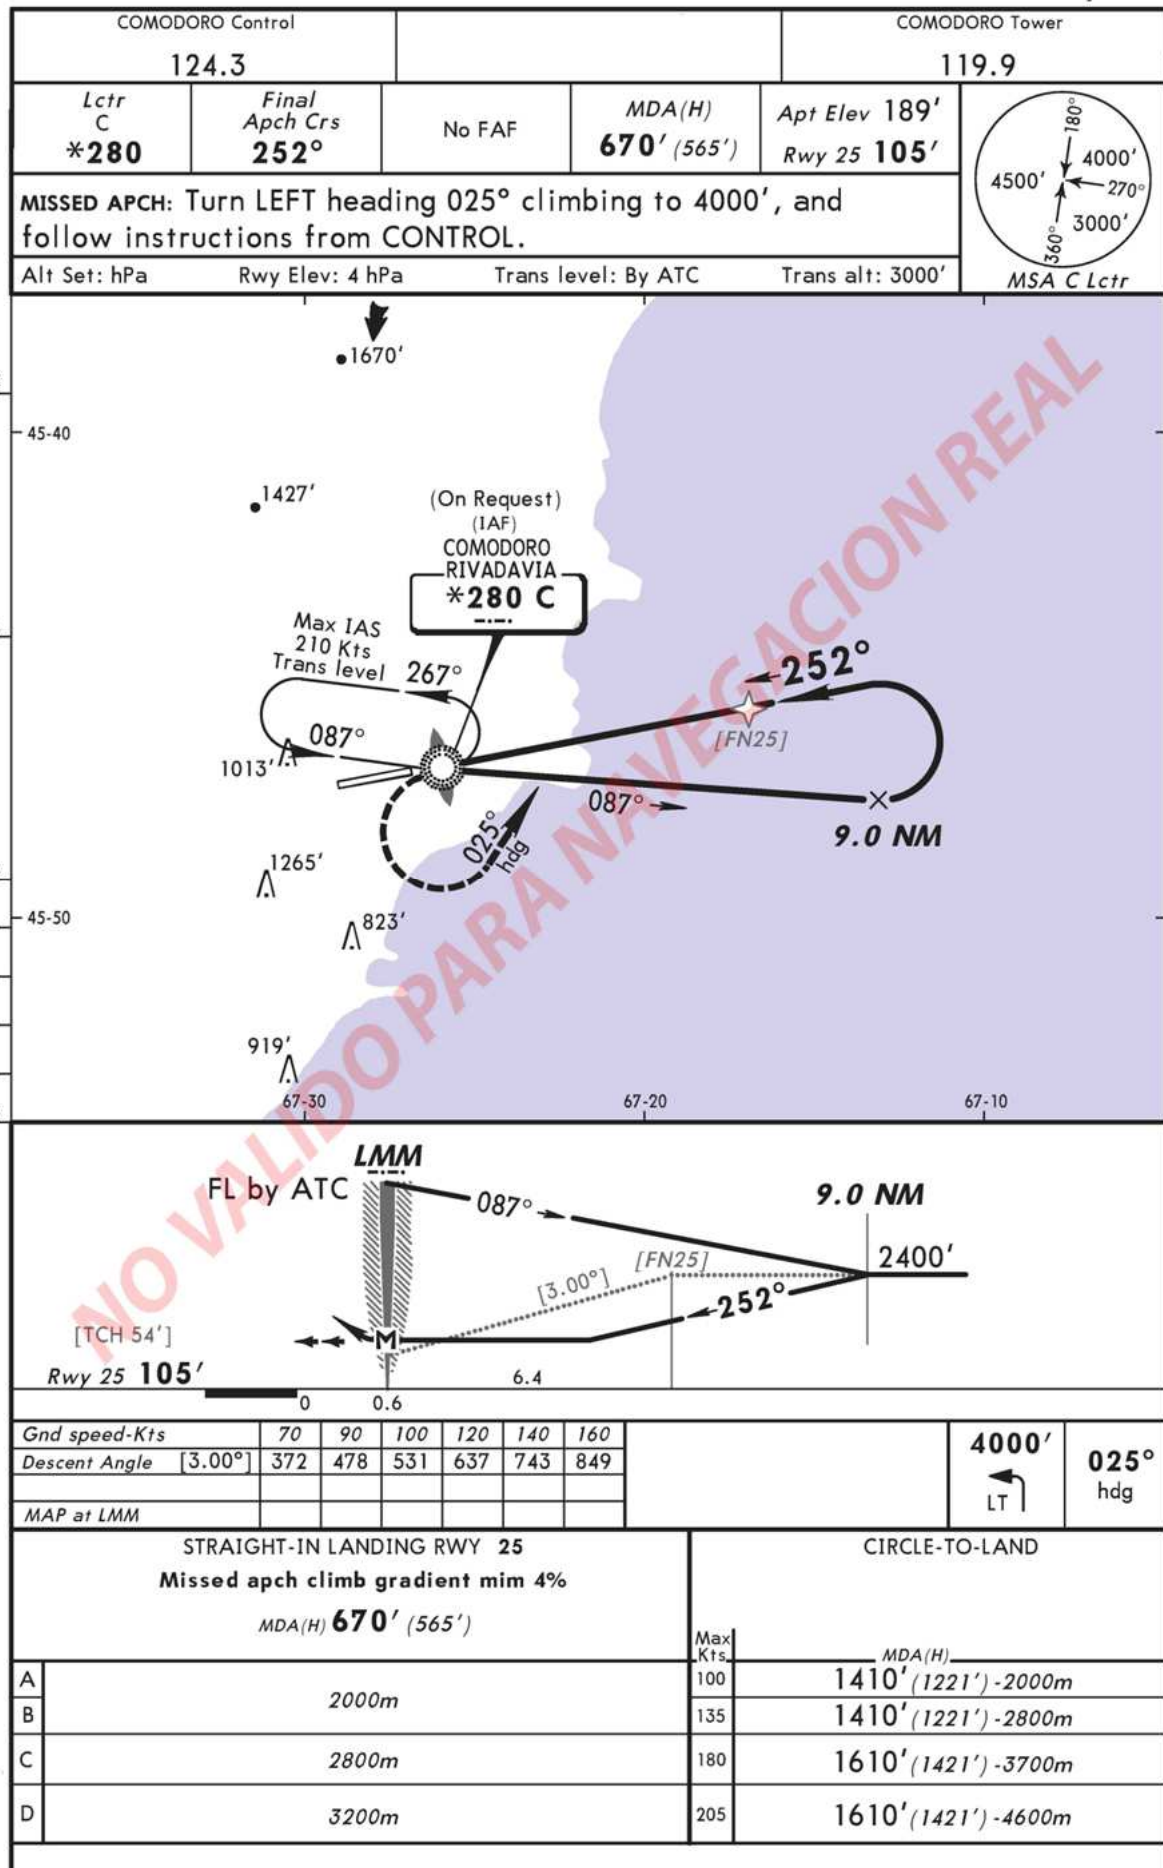 COMODORO Control
124.3
COMODORO Tower
119.9
Lctr
C
*280
Final
Apch Crs
252°
No FAF
MDA(H)
670' (565')
Apt Elev 189'
Rwy 25 105'
MISSED APCH: Turn LEFT heading 025° climbing to 4000', and
follow instructions from CONTROL.
Alt Set: hPa Rwy Elev: 4 hPa Trans level: By ATC Trans alt: 3000'
180°
4000'
4500'
270°
3000'
360°
MSA C Lctr
1670'
45-40
1427'
(On Request)
(IAF)
COMODORO
RIVADAVIA
*280 C
Max IAS
210 Kts
Trans level
267°
252°
[FN25]
087°
1013'
087°
9.0 NM
025°
hdg
1265'
45-50
823'
919'
67-30
67-20
67-10
NO VALIDO PARA NAVEGACION REAL
LMM
FL by ATC
087°
9.0 NM
2400'
[FN25]
[3.00°]
252°
[TCH 54']
M
Rwy 25 105'
6.4
0
0.6
Gnd speed-Kts 70 90 100 120 140 160
Descent Angle [3.00°] 372 478 531 637 743 849
MAP at LMM
4000'
LT
025°
hdg
STRAIGHT-IN LANDING RWY 25
Missed apch climb gradient mim 4%
MDA(H) 670' (565')
CIRCLE-TO-LAND
Max
Kts
MDA(H)
A
B
2000m
100 1410' (1221') -2000m
135 1410' (1221') -2800m
C 2800m 180 1610' (1421') -3700m
D 3200m 205 1610' (1421') -4600m